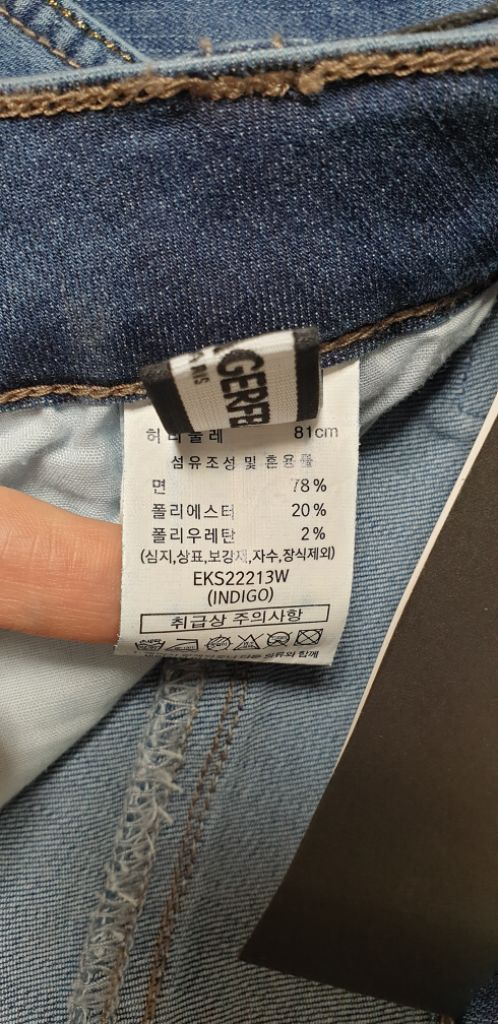 GERF
RIS
허리둘레 81cm
섬유조성 및 혼용률
면 78%
폴리에스터 20%
폴리우레탄 2%
(심지,상표,보강재,자수,장식제외)
EKS22213W
(INDIGO)
취급상 주의사항